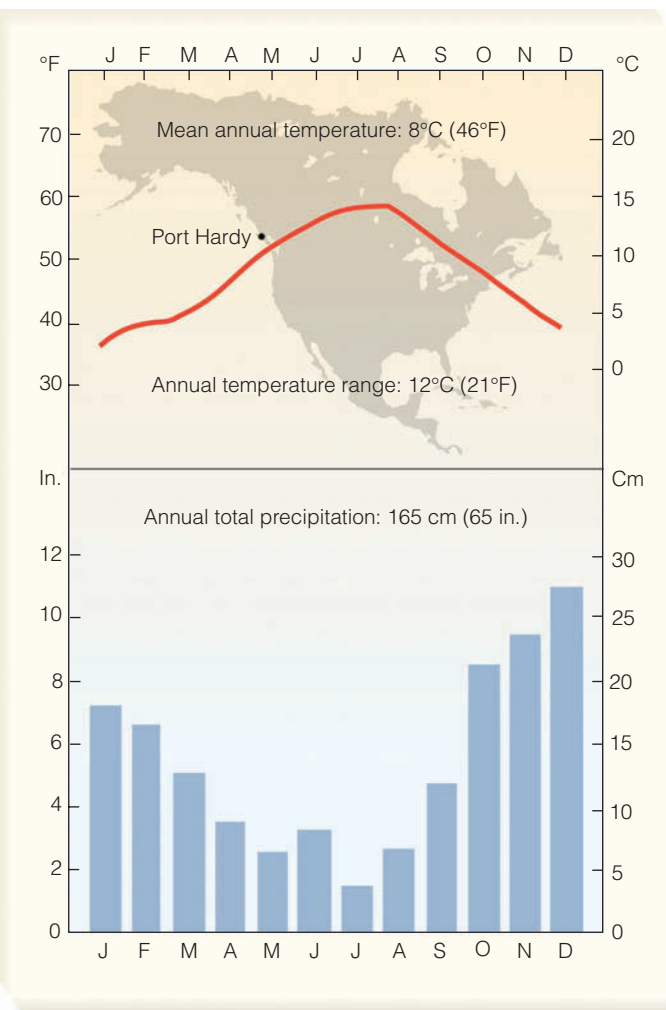 J F M A M J J A S O N D
°F °C
Mean annual temperature: 8°C (46°F)
70 20
60 15
Port Hardy
50 10
40 5
30 0
Annual temperature range: 12°C (21°F)
In. Cm
Annual total precipitation: 165 cm (65 in.)
12 30
10 25
8 20
6 15
4 10
2 5
0 0
J F M A M J J A S O N D